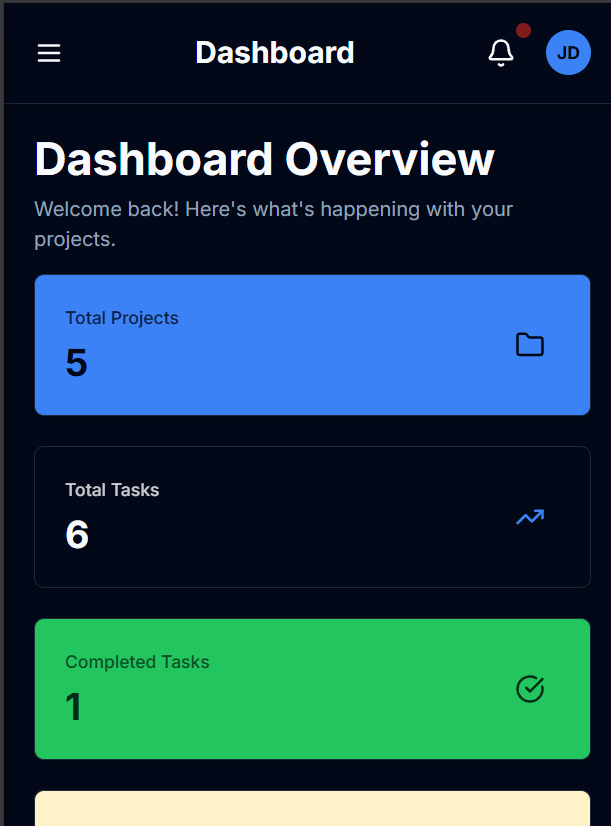 Dashboard
JD
Dashboard Overview
Welcome back! Here's what's happening with your
projects.
Total Projects
5
Total Tasks
6
Completed Tasks
1